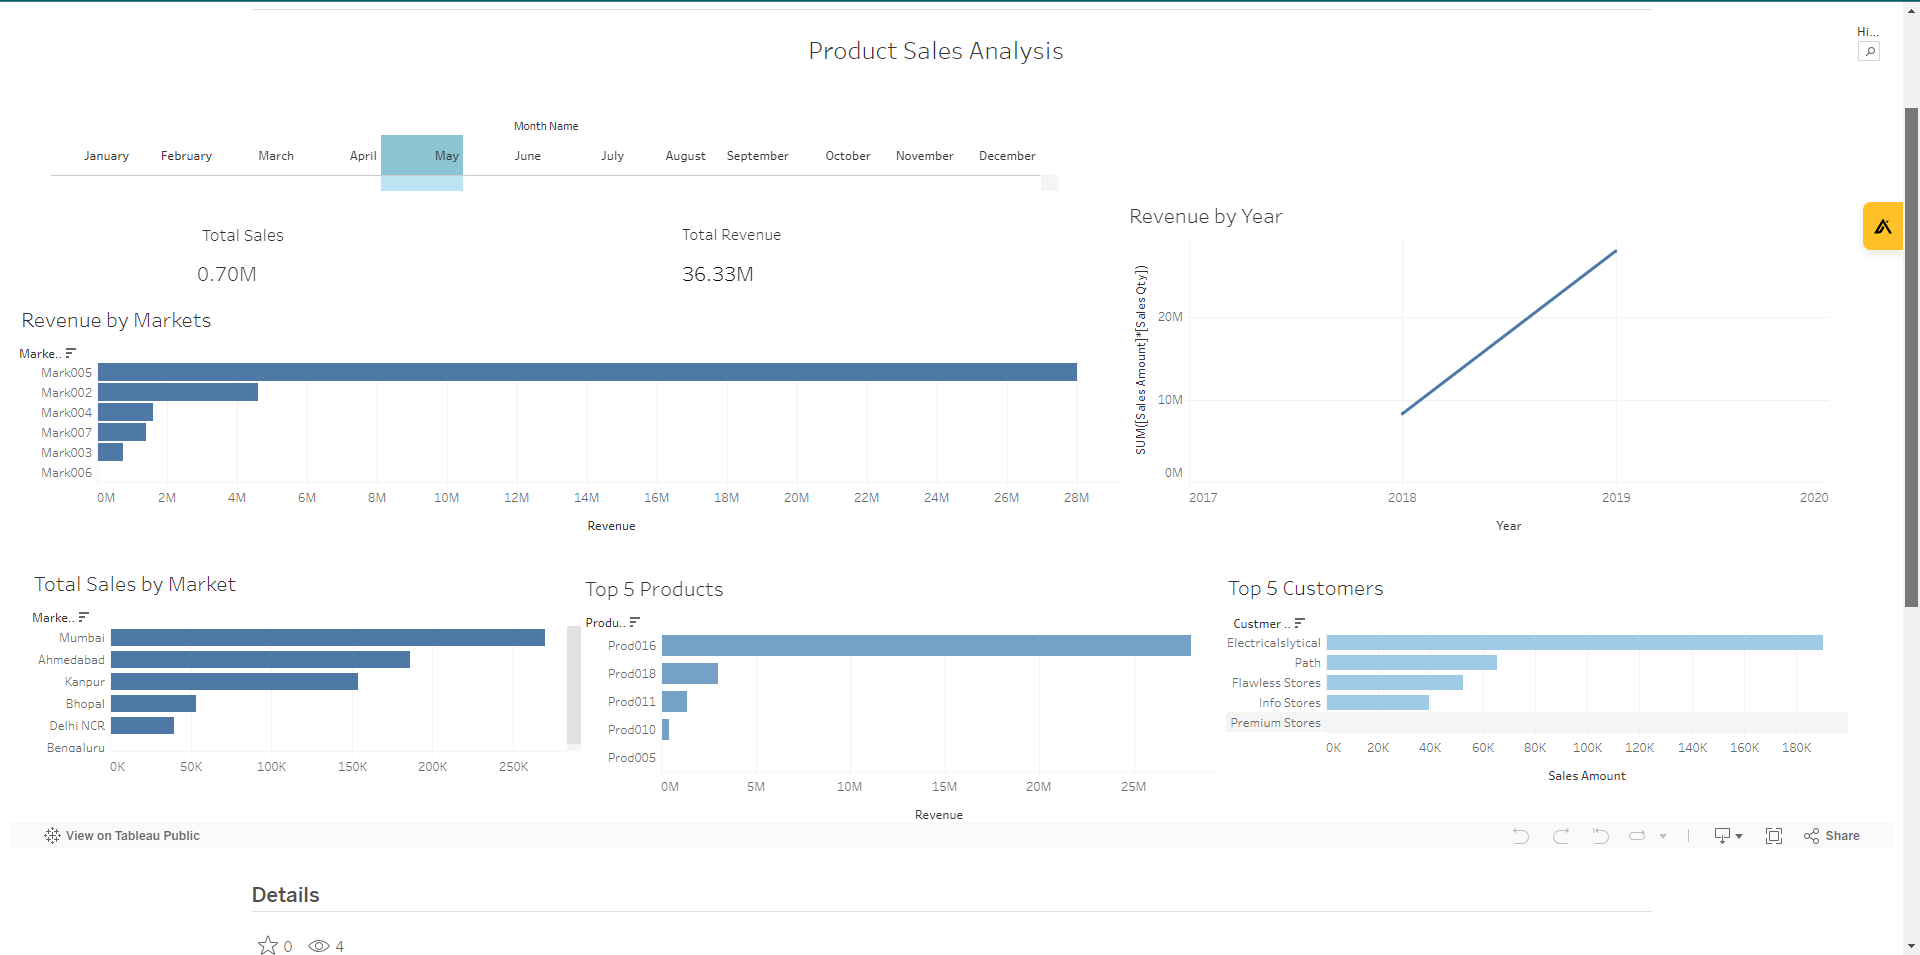 Product Sales Analysis
Hi...
Month Name
January February March April May June July August September October November December
Total Sales
0.70M
Total Revenue
36.33M
Revenue by Year
SUM([Sales Amount]*[Sales Qty])
20M
10M
0M
2017 2018 2019 2020
Year
Revenue by Markets
Marke..
Mark005
Mark002
Mark004
Mark007
Mark003
Mark006
0M 2M 4M 6M 8M 10M 12M 14M 16M 18M 20M 22M 24M 26M 28M
Revenue
Total Sales by Market
Marke..
Mumbai
Ahmedabad
Kanpur
Bhopal
Delhi NCR
Bengaluru
0K 50K 100K 150K 200K 250K
Top 5 Products
Produ..
Prod016
Prod018
Prod011
Prod010
Prod005
0M 5M 10M 15M 20M 25M
Revenue
Top 5 Customers
Custmer ..
Electricalslytical
Path
Flawless Stores
Info Stores
Premium Stores
0K 20K 40K 60K 80K 100K 120K 140K 160K 180K
Sales Amount
View on Tableau Public
Share
Details
0 4